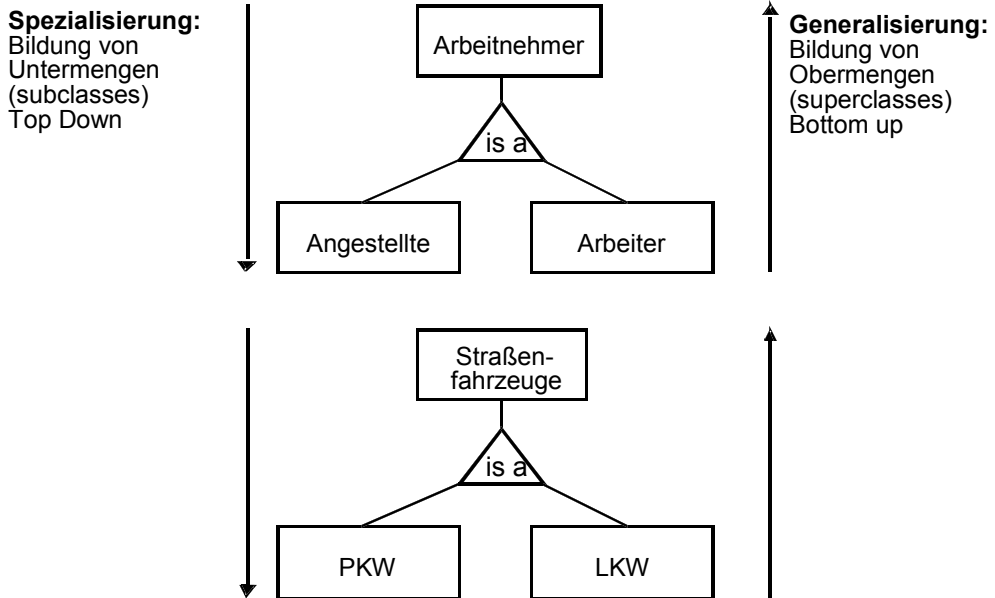 Spezialisierung:
Bildung von
Untermengen
(subclasses)
Top Down
Arbeitnehmer
is a
Angestellte
Arbeiter
Generalisierung:
Bildung von
Obermengen
(superclasses)
Bottom up
Straßen-
fahrzeuge
is a
PKW
LKW